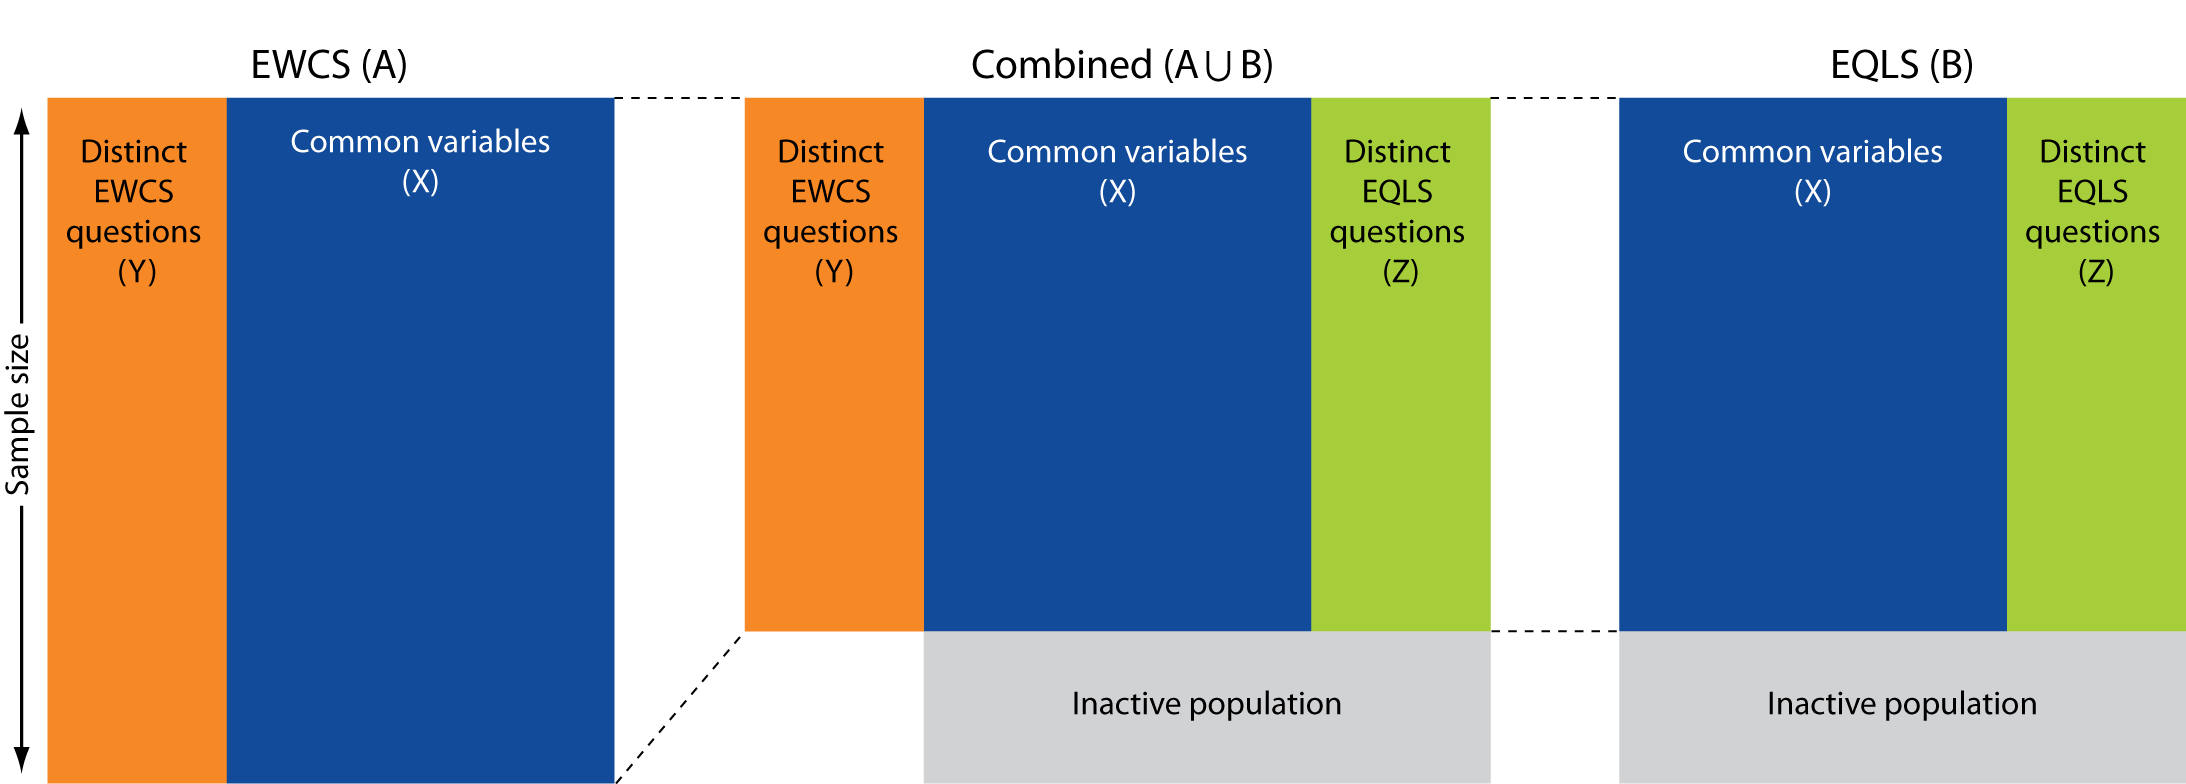 EWCS (A)
Combined (A ∪ B)
EQLS (B)
Sample size
Distinct
EWCS
questions
(Y)
Common variables
(X)
Distinct
EWCS
questions
(Y)
Common variables
(X)
Distinct
EQLS
questions
(Z)
Common variables
(X)
Distinct
EQLS
questions
(Z)
Inactive population
Inactive population